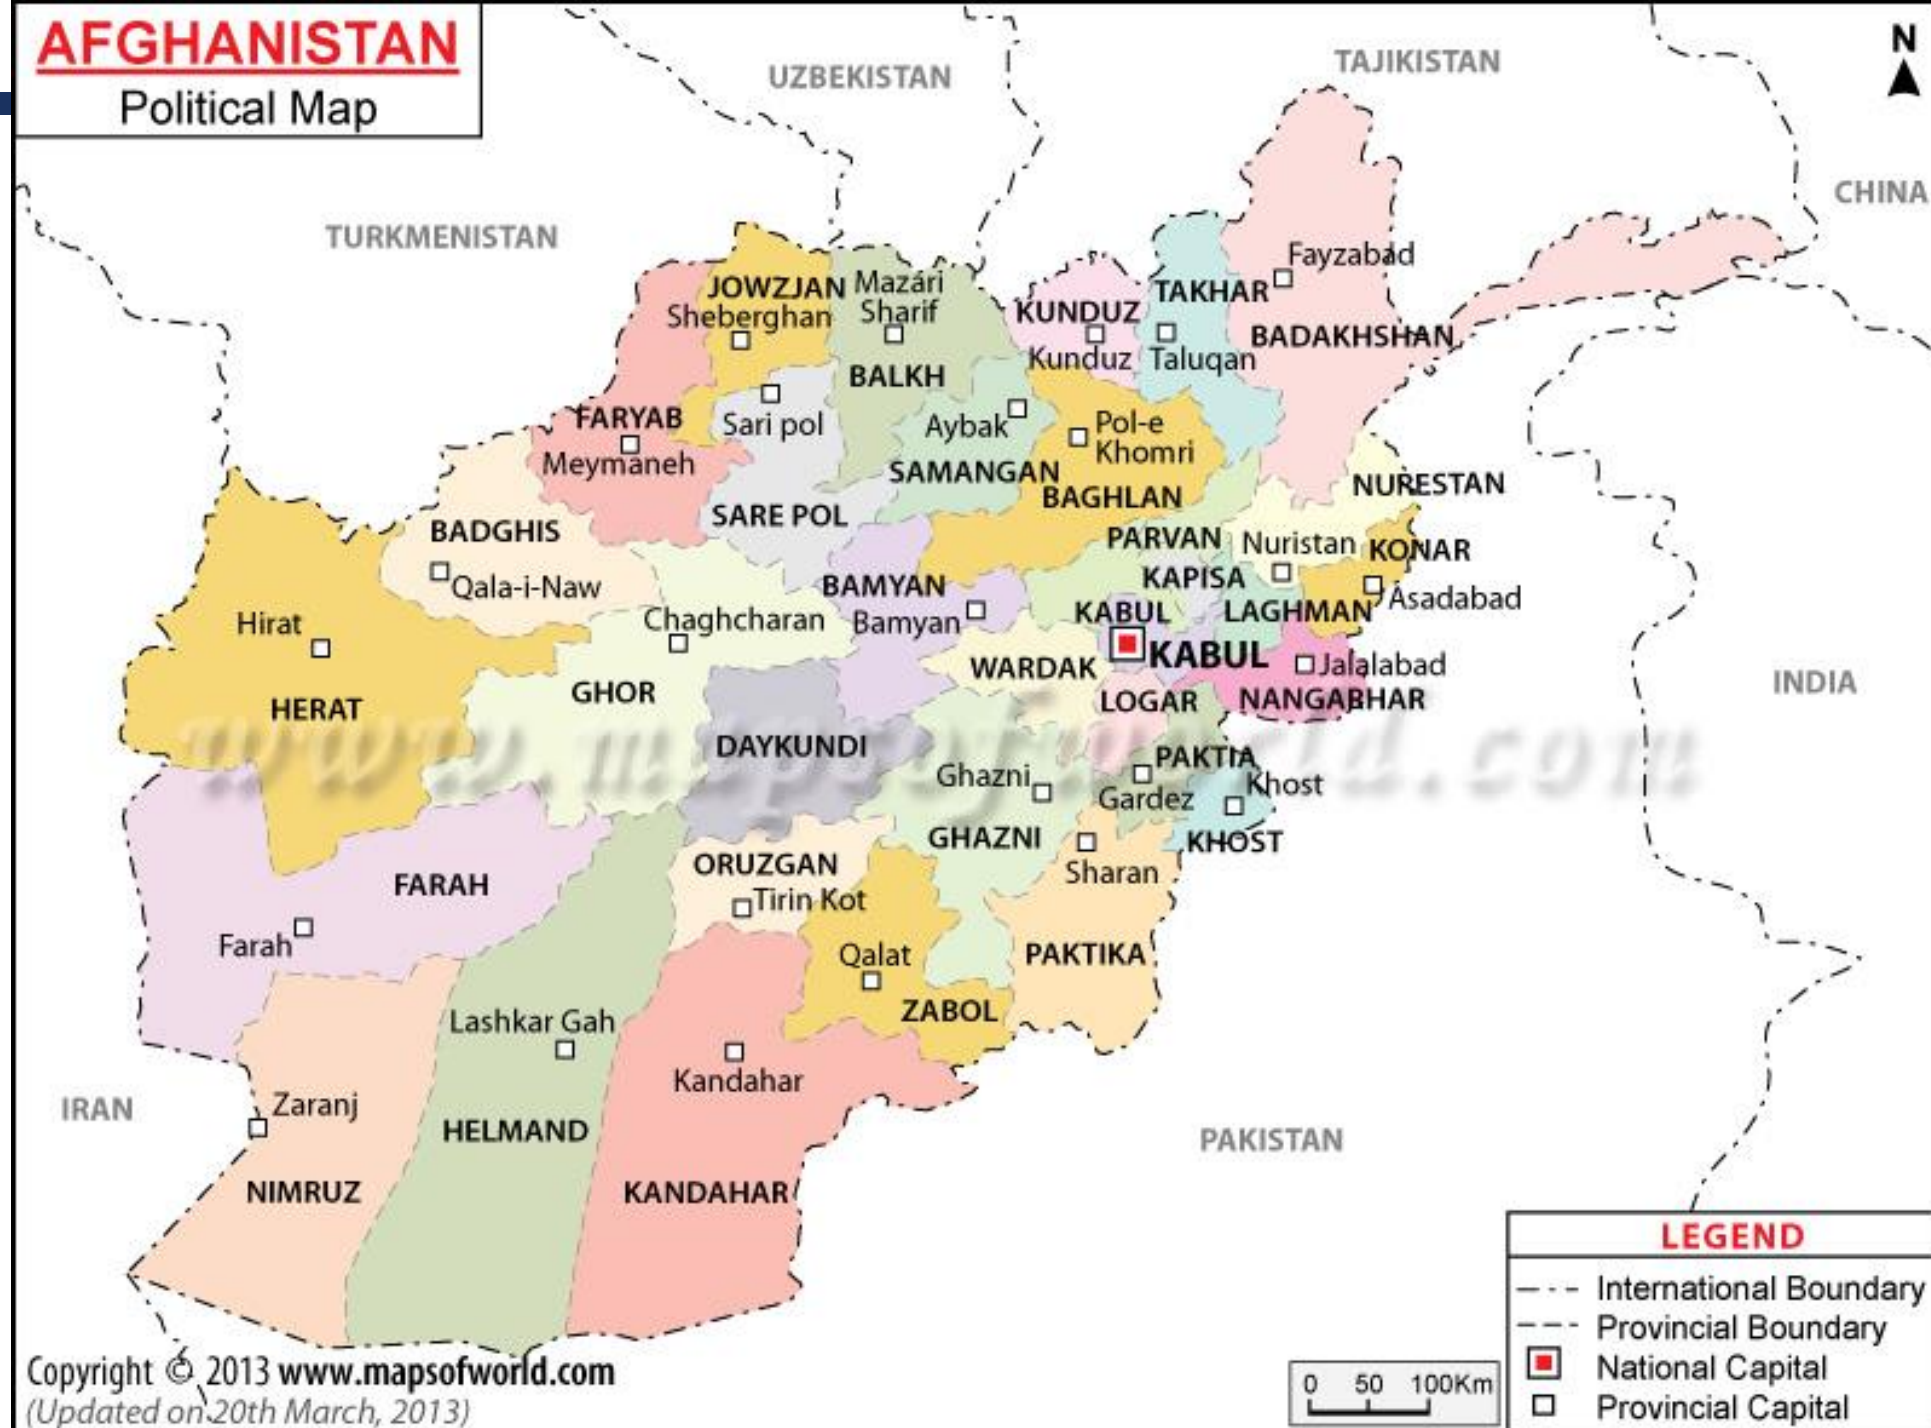 AFGHANISTAN
Political Map
N
UZBEKISTAN
TAJIKISTAN
CHINA
TURKMENISTAN
Fayzabad
JOWZJAN
Mazari
Sharif
Sheberghan
KUNDUZ
TAKHAR
BADAKHSHAN
Kunduz
Taluqan
BALKH
FARYAB
Sari pol
Aybak
Pol-e
Khomri
Meymaneh
SAMANGAN
BAGHLAN
NURESTAN
SARE POL
BADGHIS
PARVAN
Nuristan
KONAR
Qala-i-Naw
BAMYAN
KAPISA
Asadabad
Hirat
Chaghcharan
Bamyan
KABUL
LAGHMAN
KABUL
WARDAK
Jalalabad
GHOR
LOGAR
NANGARHAR
INDIA
HERAT
www.mapsofworld.com
DAYKUNDI
PAKTIA
Ghazni
Gardez
Khost
GHAZNI
KHOST
ORUZGAN
Sharan
FARAH
Tirin Kot
Farah
Qalat
PAKTIKA
ZABOL
Lashkar Gah
Kandahar
IRAN
Zaranj
HELMAND
PAKISTAN
NIMRUZ
KANDAHAR
LEGEND
International Boundary
Provincial Boundary
National Capital
Provincial Capital
0 50 100Km
Copyright © 2013 www.mapsofworld.com
(Updated on 20th March, 2013)